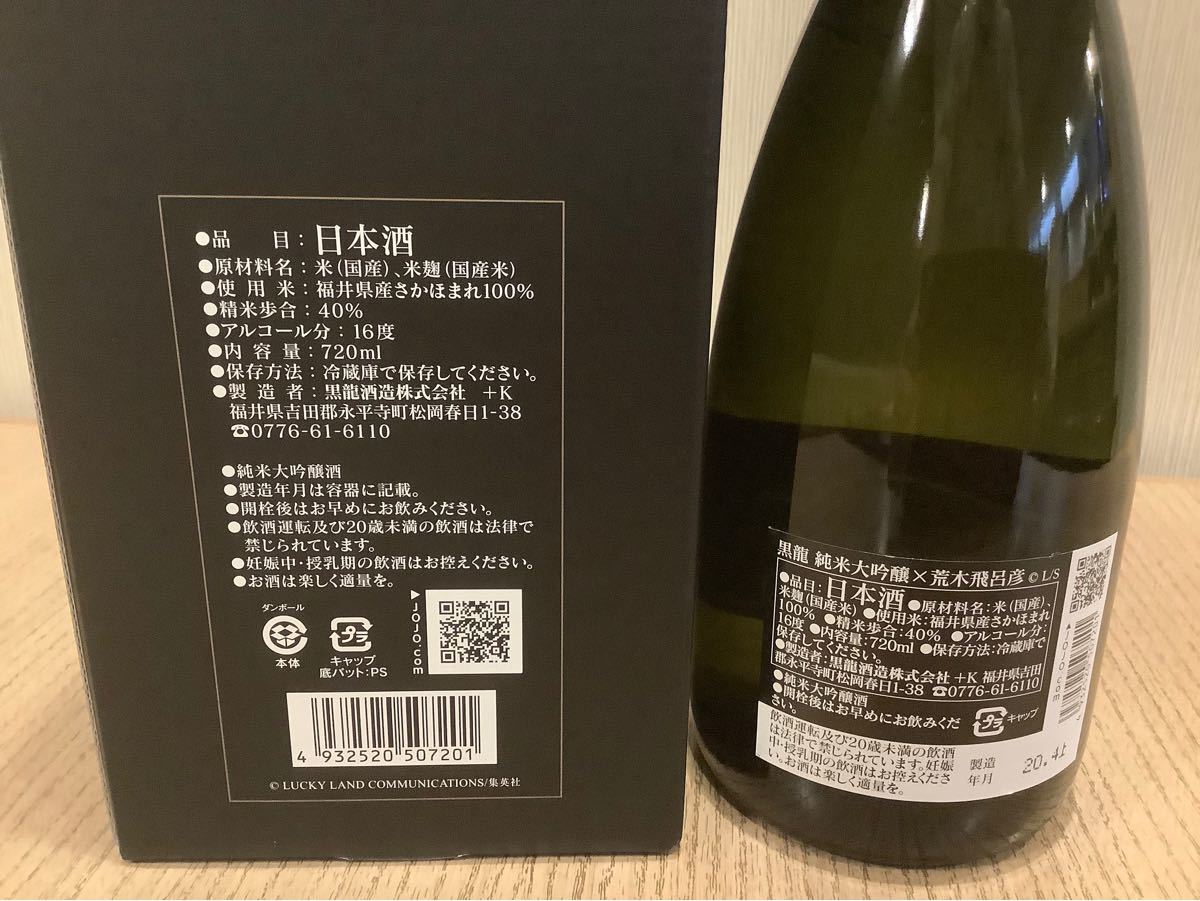 ●品　　目：日本酒
●原材料名：米（国産）、米麹（国産米）
●使 用 米：福井県産さかほまれ100%
●精米歩合：40%
●アルコール分：16度
●内 容 量：720ml
●保存方法：冷蔵庫で保存してください。
●製 造 者：黒龍酒造株式会社　+K
福井県吉田郡永平寺町松岡春日1-38
☎0776-61-6110
●純米大吟醸酒
●製造年月は容器に記載。
●開栓後はお早めにお飲みください。
●飲酒運転及び20歳未満の飲酒は法律で
禁じられています。
●妊娠中・授乳期の飲酒はお控えください。
●お酒は楽しく適量を。
ダンボール
本体
プラ
キャップ
底パット：PS
▶JOJO.com
4 932520 507201
© LUCKY LAND COMMUNICATIONS/集英社
黒龍 純米大吟醸×荒木飛呂彦 © L/S
●品目：日本酒 ●原材料名：米（国産）、
米麹（国産米） ●使用米：福井県産さかほまれ
100% ●精米歩合：40% ●アルコール分：
16度 ●内容量：720ml ●保存方法：冷蔵庫で
保存してください。
●製造者：黒龍酒造株式会社 +K 福井県吉田
郡永平寺町松岡春日1-38 ☎0776-61-6110
●純米大吟醸酒
●開栓後はお早めにお飲みくだ
さい。
プラ キャップ
飲酒運転及び20歳未満の飲酒
は法律で禁じられています。妊娠
中・授乳期の飲酒はお控えくださ
い。お酒は楽しく適量を。
製造
年月
20.4上
▶JOJO.com